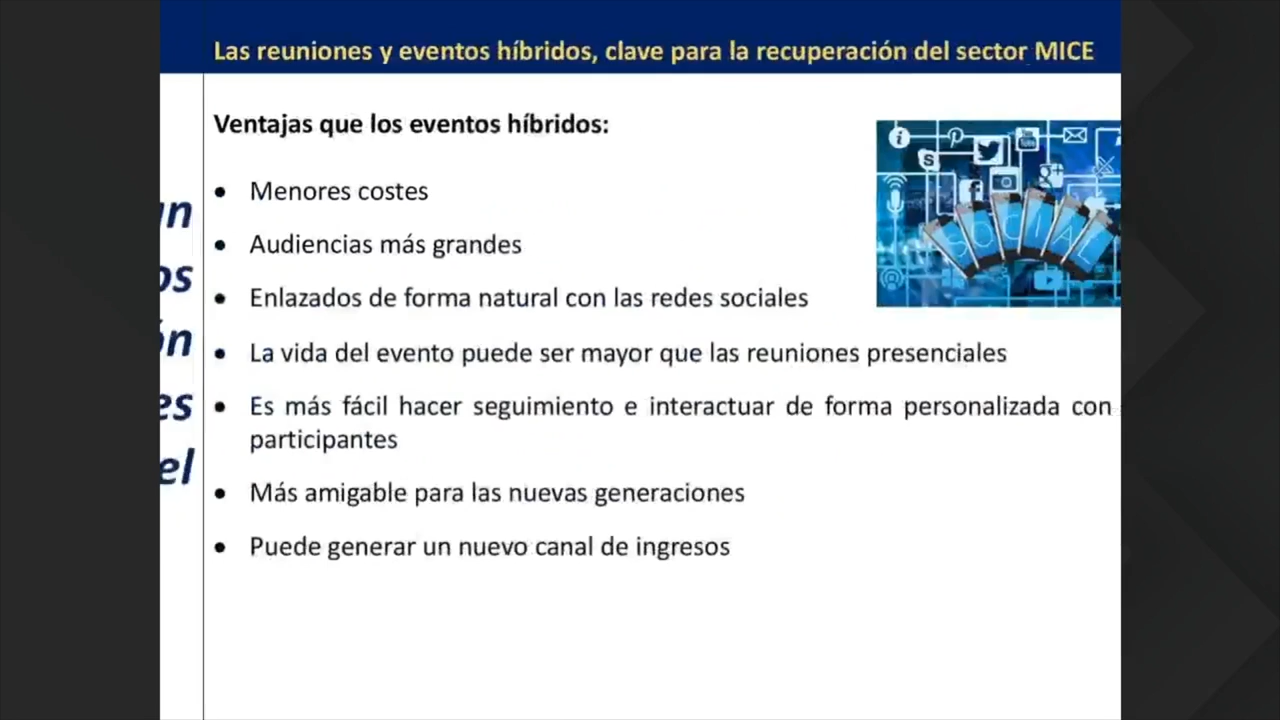 Las reuniones y eventos híbridos, clave para la recuperación del sector MICE
Ventajas que los eventos híbridos:
• Menores costes
• Audiencias más grandes
• Enlazados de forma natural con las redes sociales
• La vida del evento puede ser mayor que las reuniones presenciales
• Es más fácil hacer seguimiento e interactuar de forma personalizada con
participantes
• Más amigable para las nuevas generaciones
• Puede generar un nuevo canal de ingresos
SOCIAL